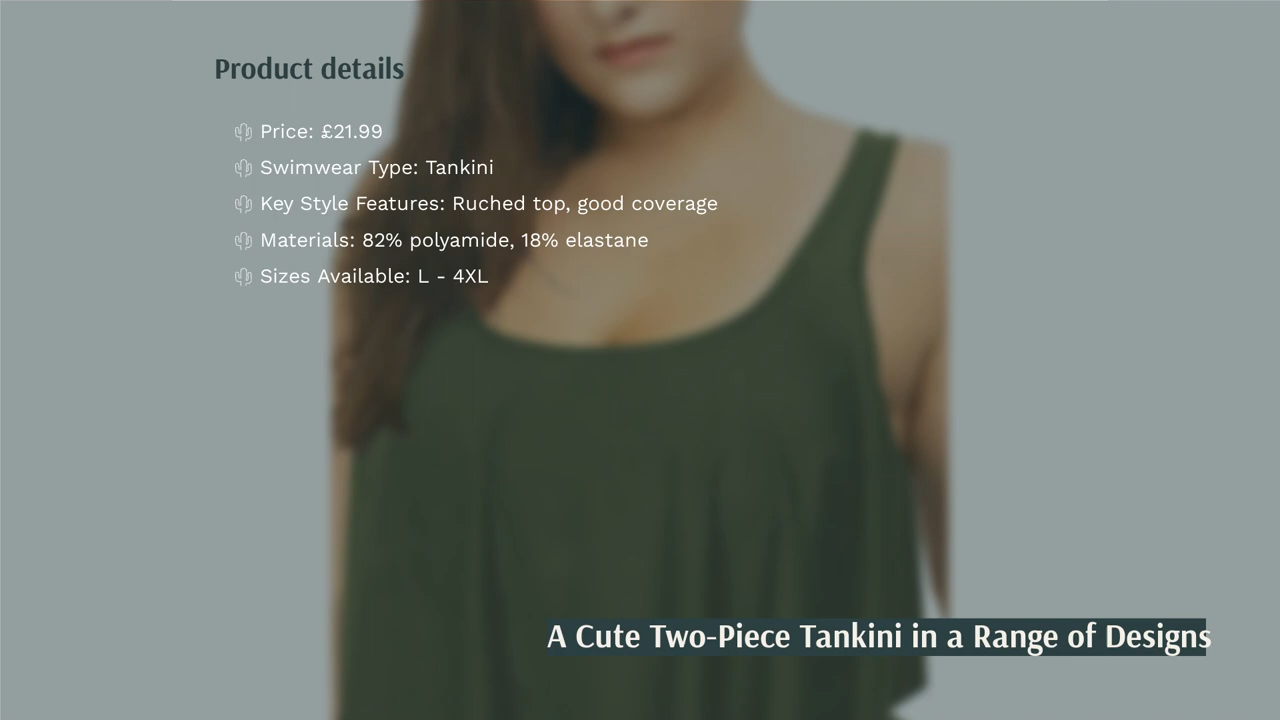 Product details
Price: £21.99
Swimwear Type: Tankini
Key Style Features: Ruched top, good coverage
Materials: 82% polyamide, 18% elastane
Sizes Available: L - 4XL
A Cute Two-Piece Tankini in a Range of Designs